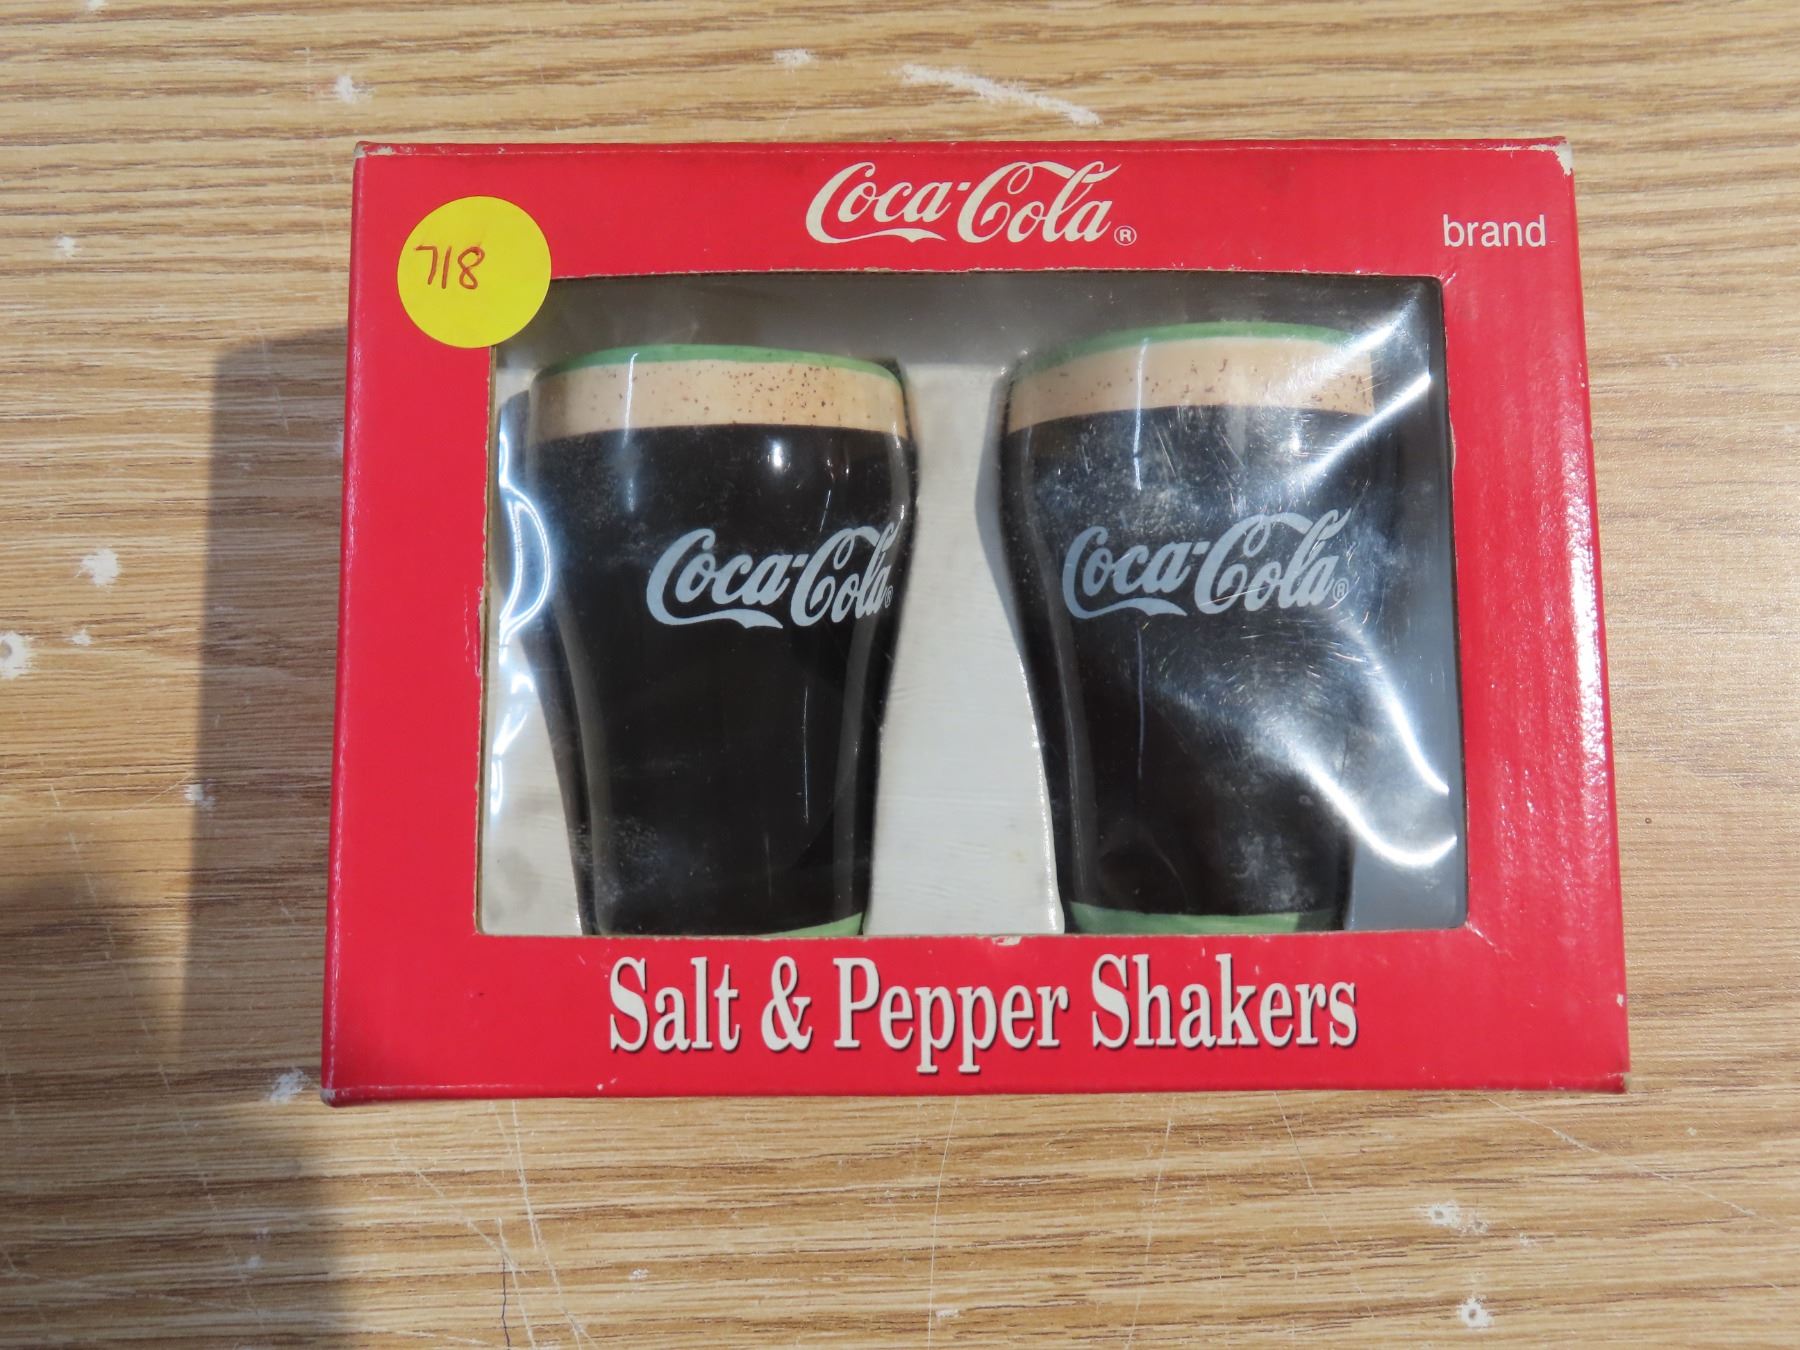 Coca-Cola®
brand
718
Coca-Cola®
Coca-Cola®
Salt & Pepper Shakers